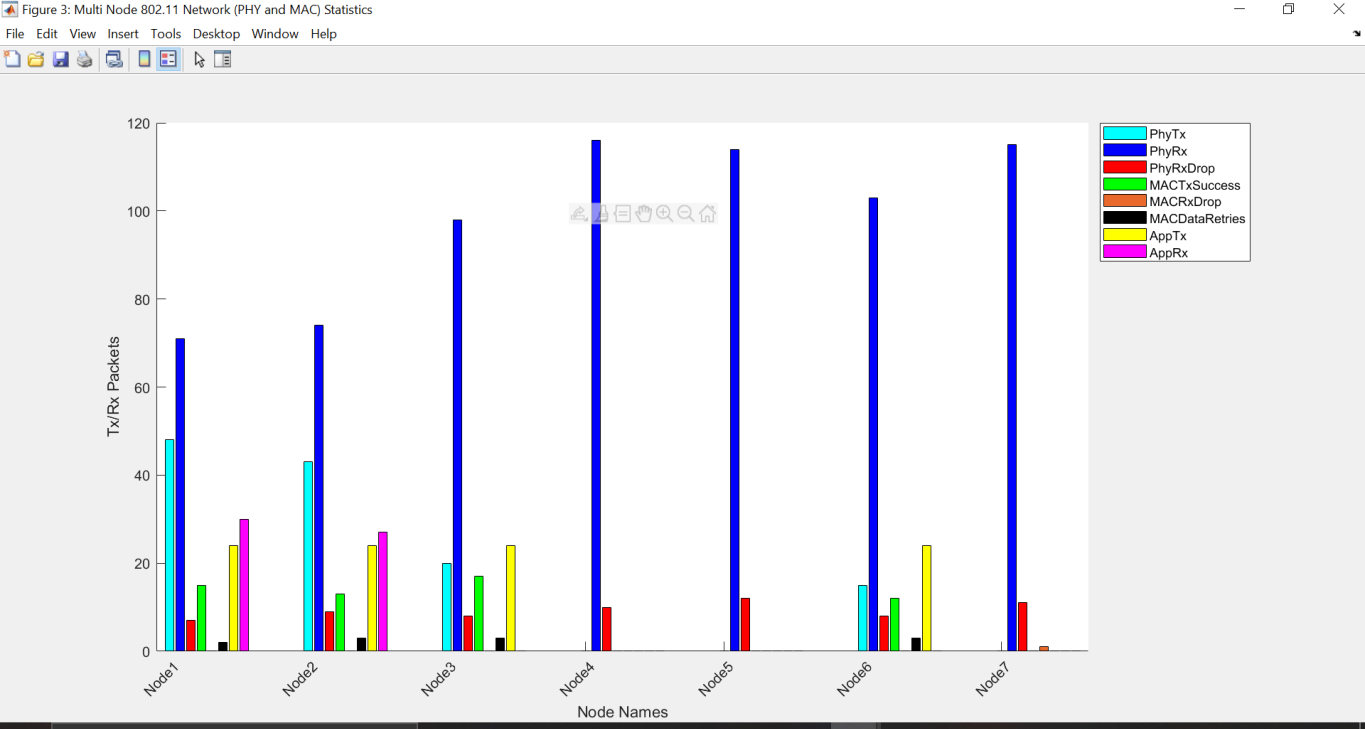 Figure 3: Multi Node 802.11 Network (PHY and MAC) Statistics
File Edit View Insert Tools Desktop Window Help
120
100
80
60
40
20
0
Tx/Rx Packets
Node1 Node2 Node3 Node4 Node5 Node6 Node7
Node Names
PhyTx
PhyRx
PhyRxDrop
MACTxSuccess
MACRxDrop
MACDataRetries
AppTx
AppRx